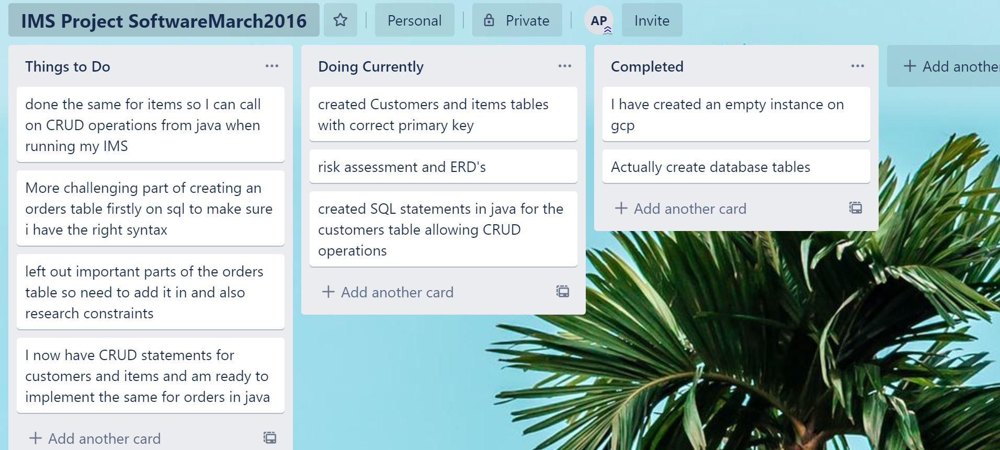 IMS Project SoftwareMarch2016
Personal
Private
AP
Invite
Things to Do
done the same for items so I can call
on CRUD operations from java when
running my IMS
More challenging part of creating an
orders table firstly on sql to make sure
i have the right syntax
left out important parts of the orders
table so need to add it in and also
research constraints
I now have CRUD statements for
customers and items and am ready to
implement the same for orders in java
+ Add another card
Doing Currently
created Customers and items tables
with correct primary key
risk assessment and ERD's
created SQL statements in java for the
customers table allowing CRUD
operations
+ Add another card
Completed
I have created an empty instance on
gcp
Actually create database tables
+ Add another card
+ Add another